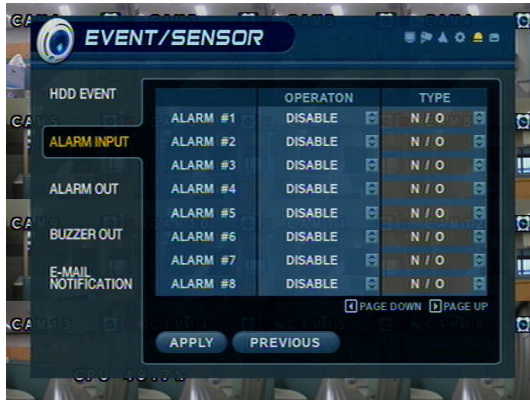 EVENT/SENSOR
HDD EVENT
ALARM INPUT
ALARM OUT
BUZZER OUT
E-MAIL
NOTIFICATION
OPERATON TYPE
ALARM #1 DISABLE N / O
ALARM #2 DISABLE N / O
ALARM #3 DISABLE N / O
ALARM #4 DISABLE N / O
ALARM #5 DISABLE N / O
ALARM #6 DISABLE N / O
ALARM #7 DISABLE N / O
ALARM #8 DISABLE N / O
PAGE DOWN PAGE UP
APPLY PREVIOUS